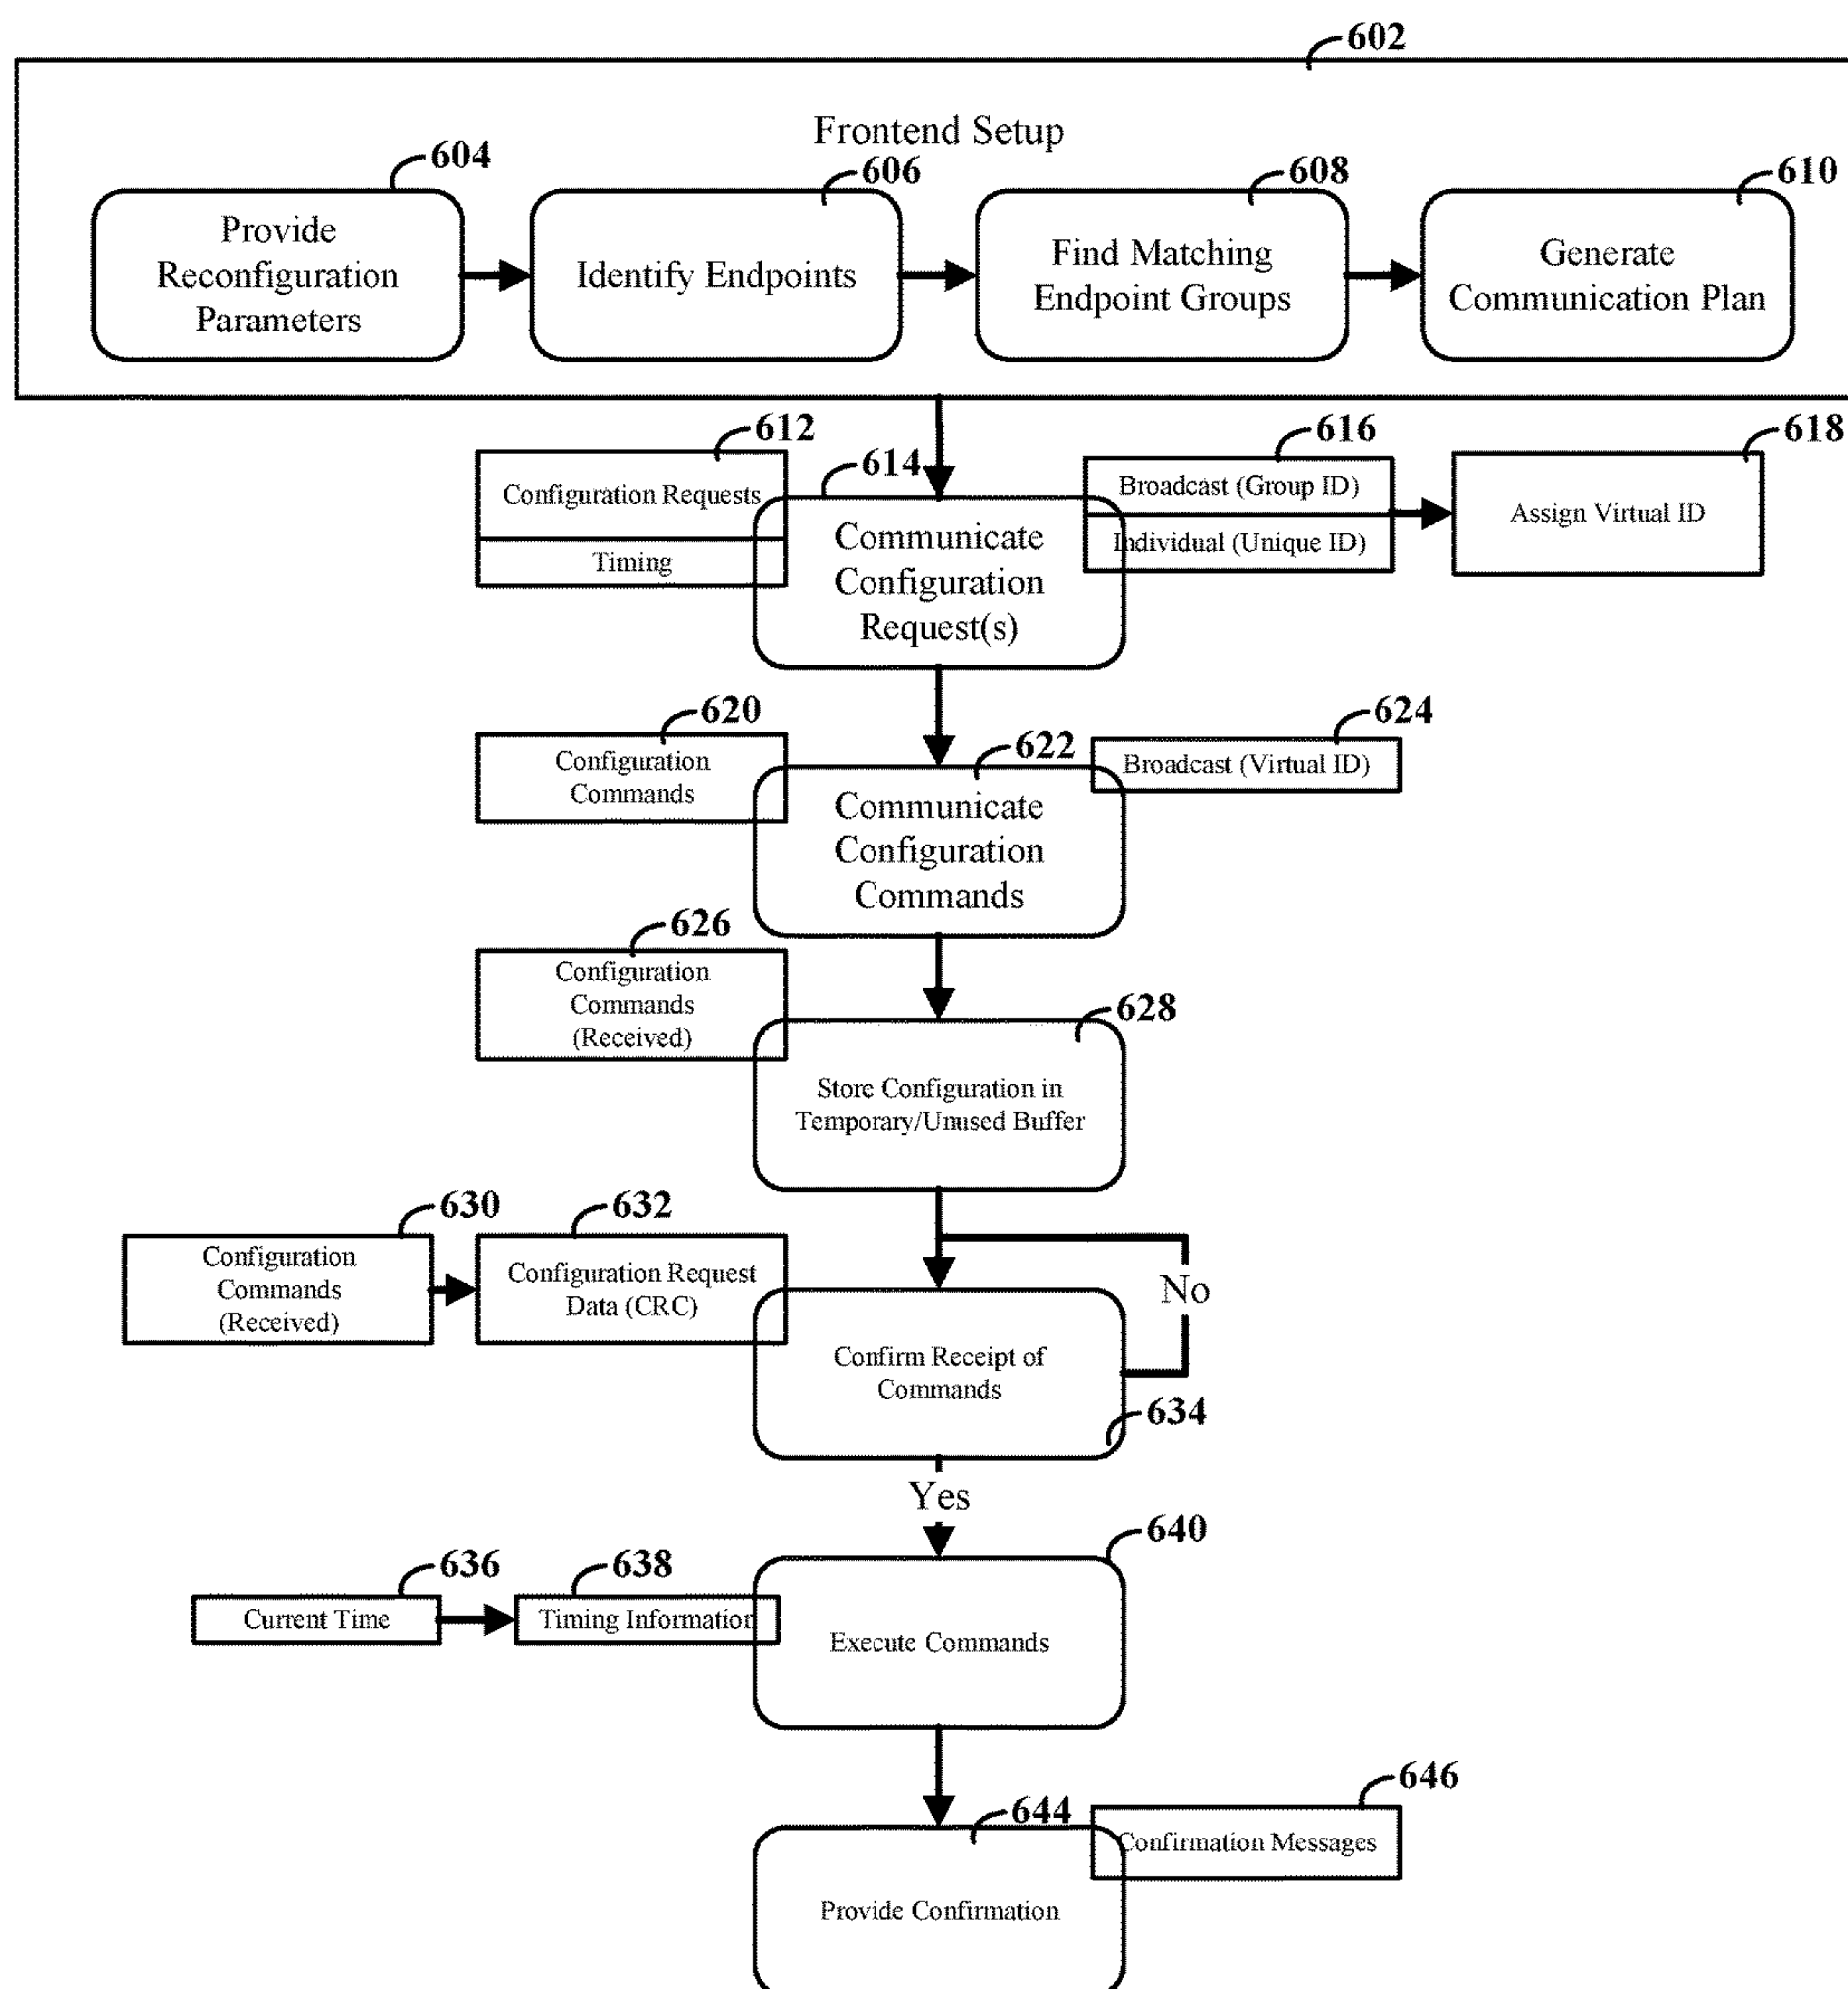 602
Frontend Setup
604
606
608
610
Provide
Reconfiguration
Parameters
Identify Endpoints
Find Matching
Endpoint Groups
Generate
Communication Plan
612
614
616
618
Configuration Requests
Timing
Communicate
Configuration
Request(s)
Broadcast (Group ID)
Individual (Unique ID)
Assign Virtual ID
620
622
624
Configuration
Commands
Communicate
Configuration
Commands
Broadcast (Virtual ID)
626
628
Configuration
Commands
(Received)
Store Configuration in
Temporary/Unused Buffer
630
632
Configuration
Commands
(Received)
Configuration Request
Data (CRC)
No
Confirm Receipt of
Commands
634
Yes
636
638
640
Current Time
Timing Information
Execute Commands
644
646
Confirmation Messages
Provide Confirmation